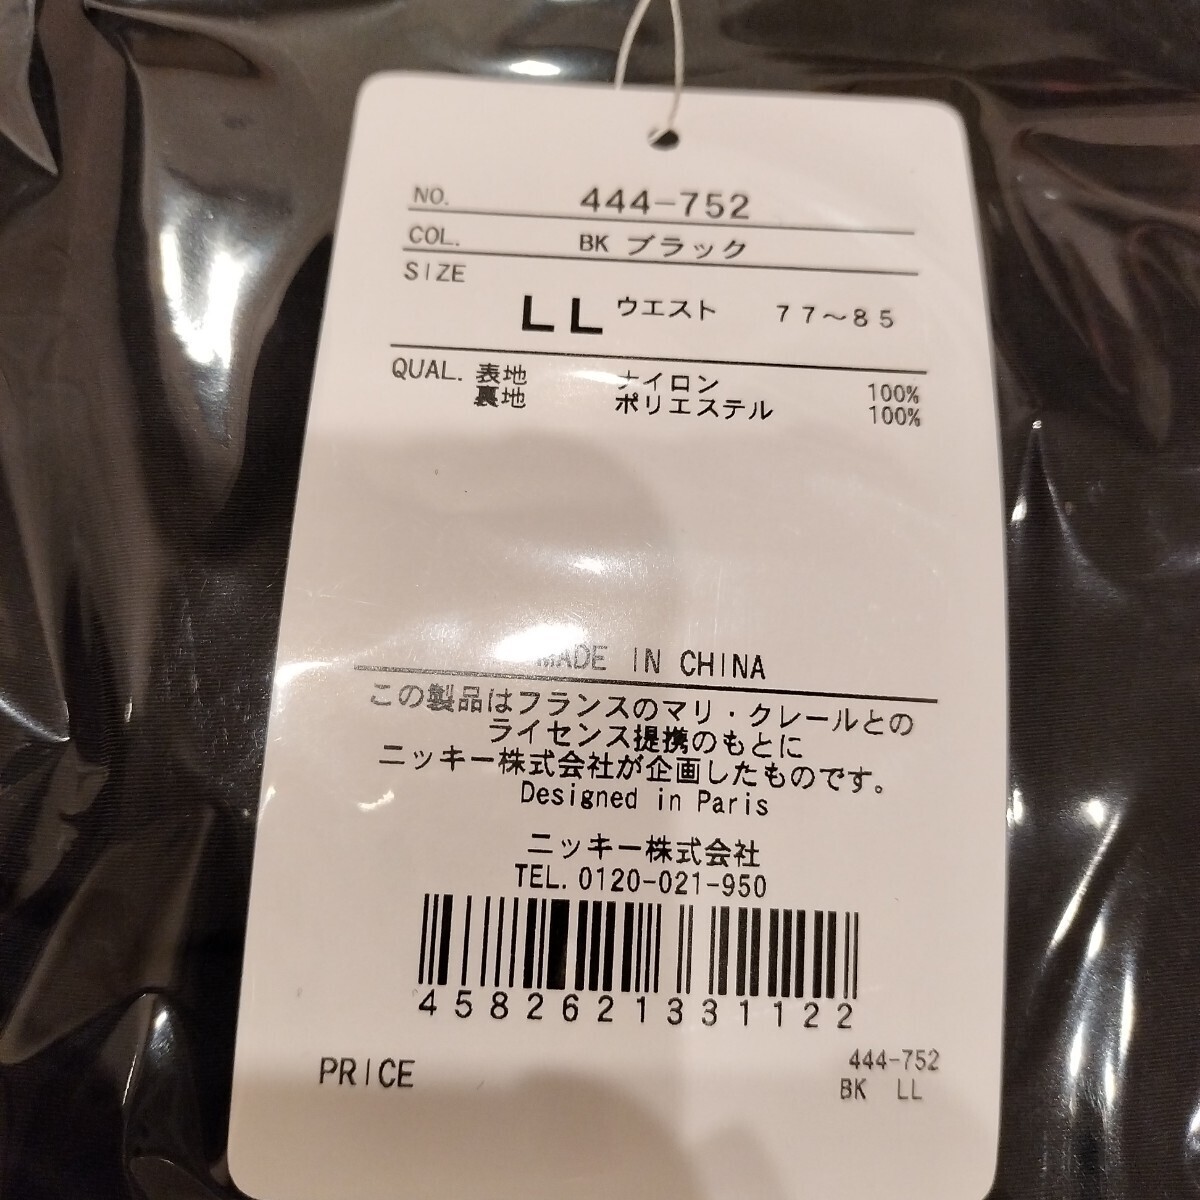 NO. 444-752
COL. BK ブラック
SIZE
LL ウエスト 77～85
QUAL. 表地 ナイロン 100%
裏地 ポリエステル 100%
MADE IN CHINA
この製品はフランスのマリ・クレールとの
ライセンス提携のもとに
ニッキー株式会社が企画したものです。
Designed in Paris
ニッキー株式会社
TEL. 0120-021-950
4582621331122
PRICE
444-752
BK LL